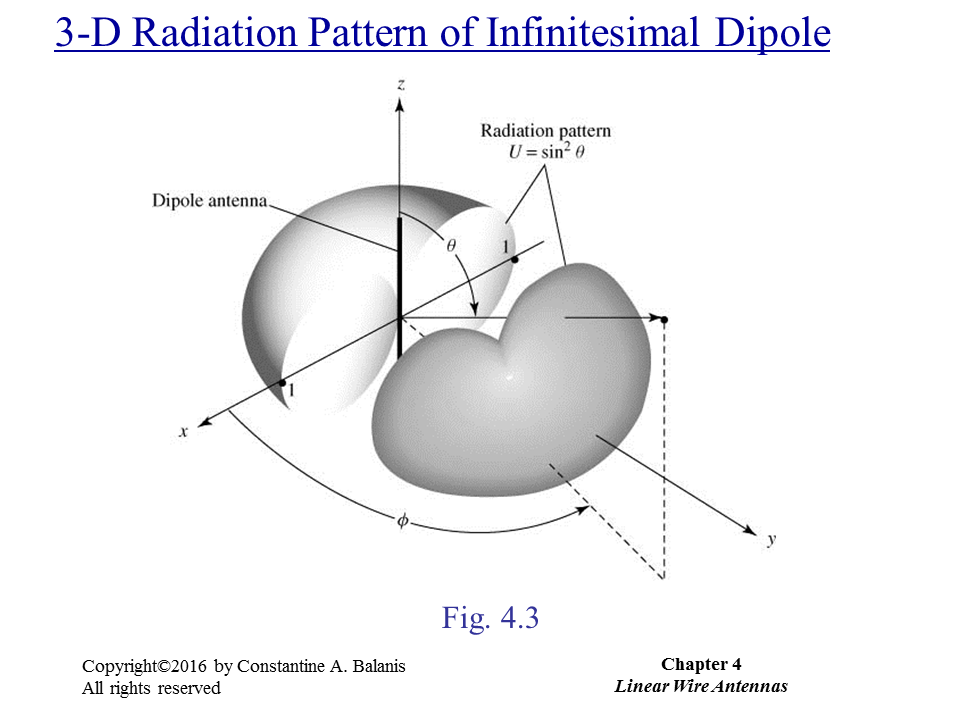 3-D Radiation Pattern of Infinitesimal Dipole
z
Radiation pattern
U = sin² θ
Dipole antenna
θ
1
1
x
ϕ
y
Fig. 4.3
Copyright©2016 by Constantine A. Balanis
All rights reserved
Chapter 4
Linear Wire Antennas